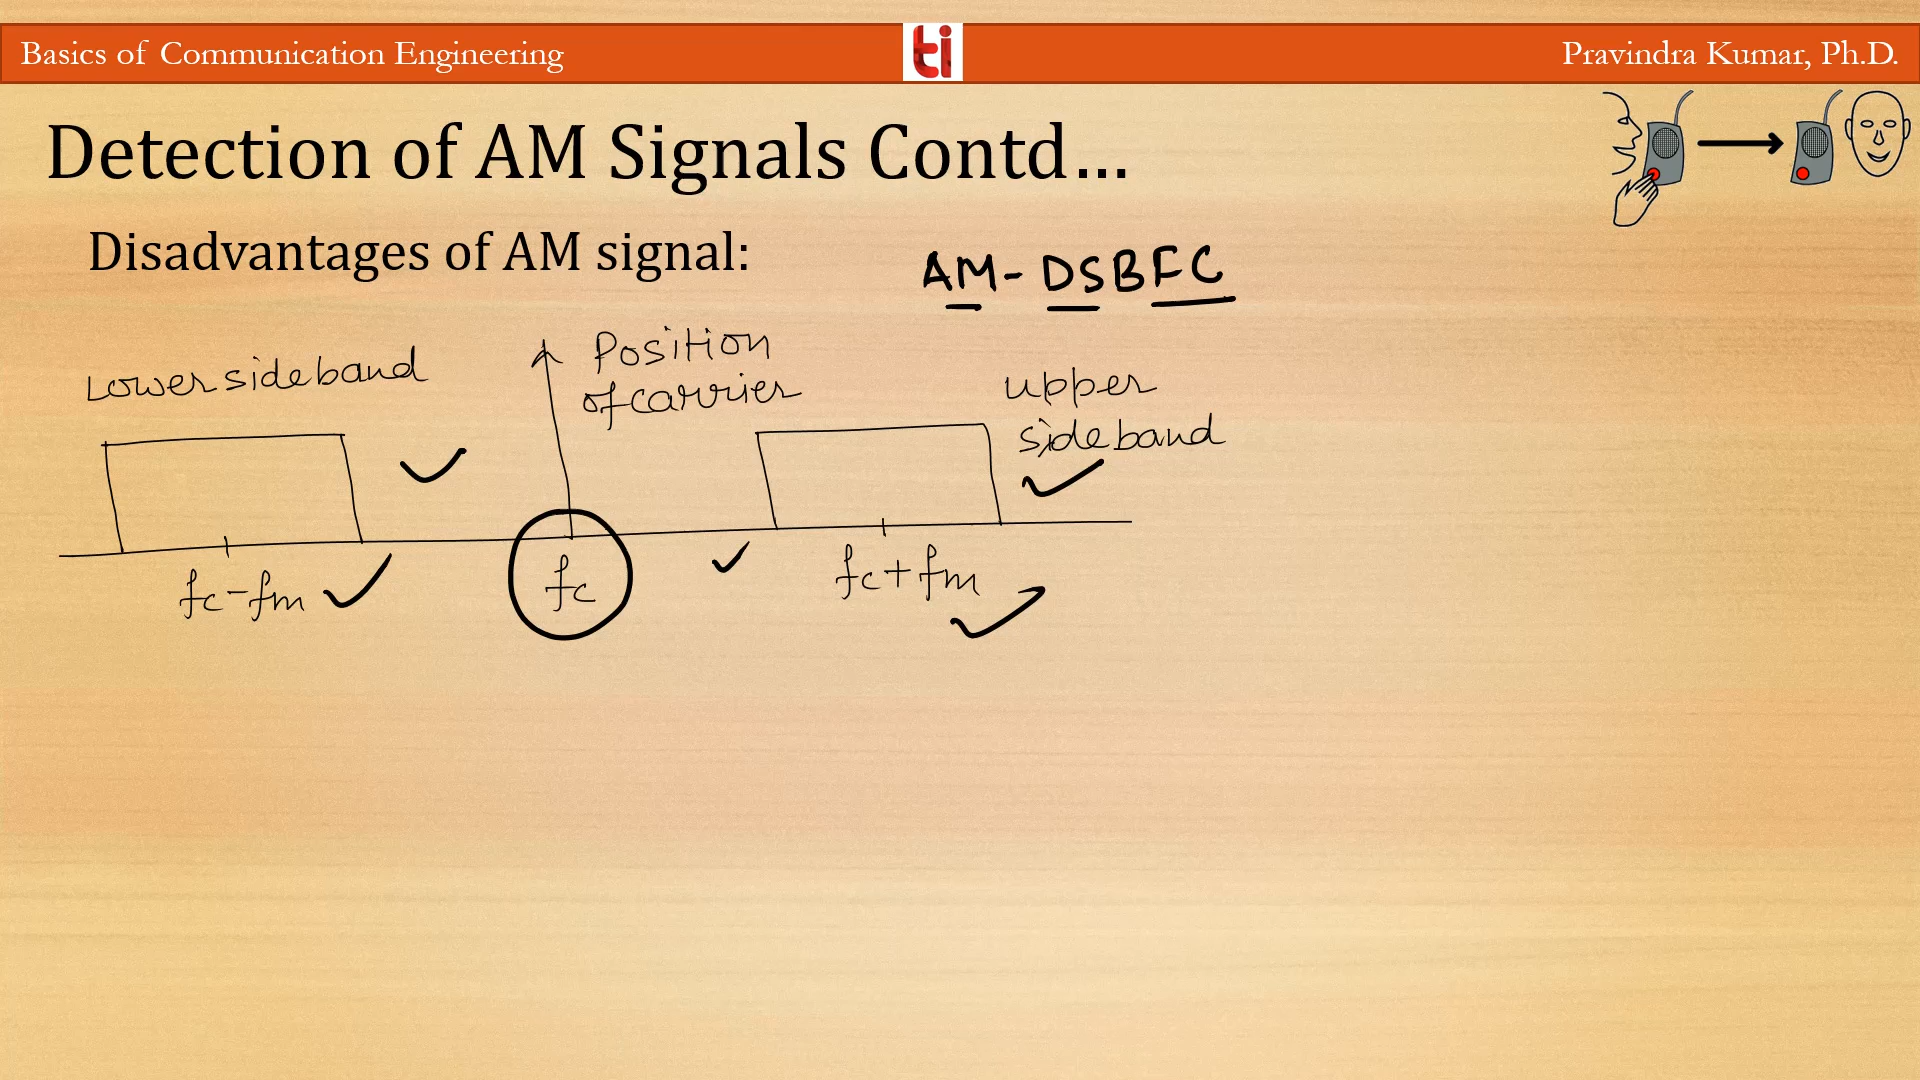 Basics of Communication Engineering
ti
Pravindra Kumar, Ph.D.
Detection of AM Signals Contd…
Disadvantages of AM signal:
AM - DSBFC
Lower sideband
Position
of carrier
upper
sideband
fc-fm
fc
fc+fm